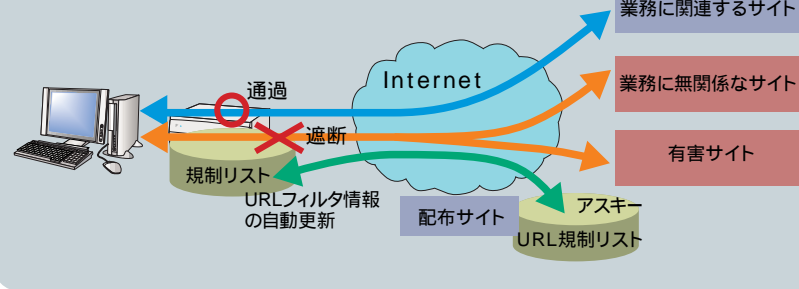 業務に関連するサイト
Internet
業務に無関係なサイト
通過
遮断
有害サイト
規制リスト
URLフィルタ情報
の自動更新
配布サイト
アスキー
URL規制リスト